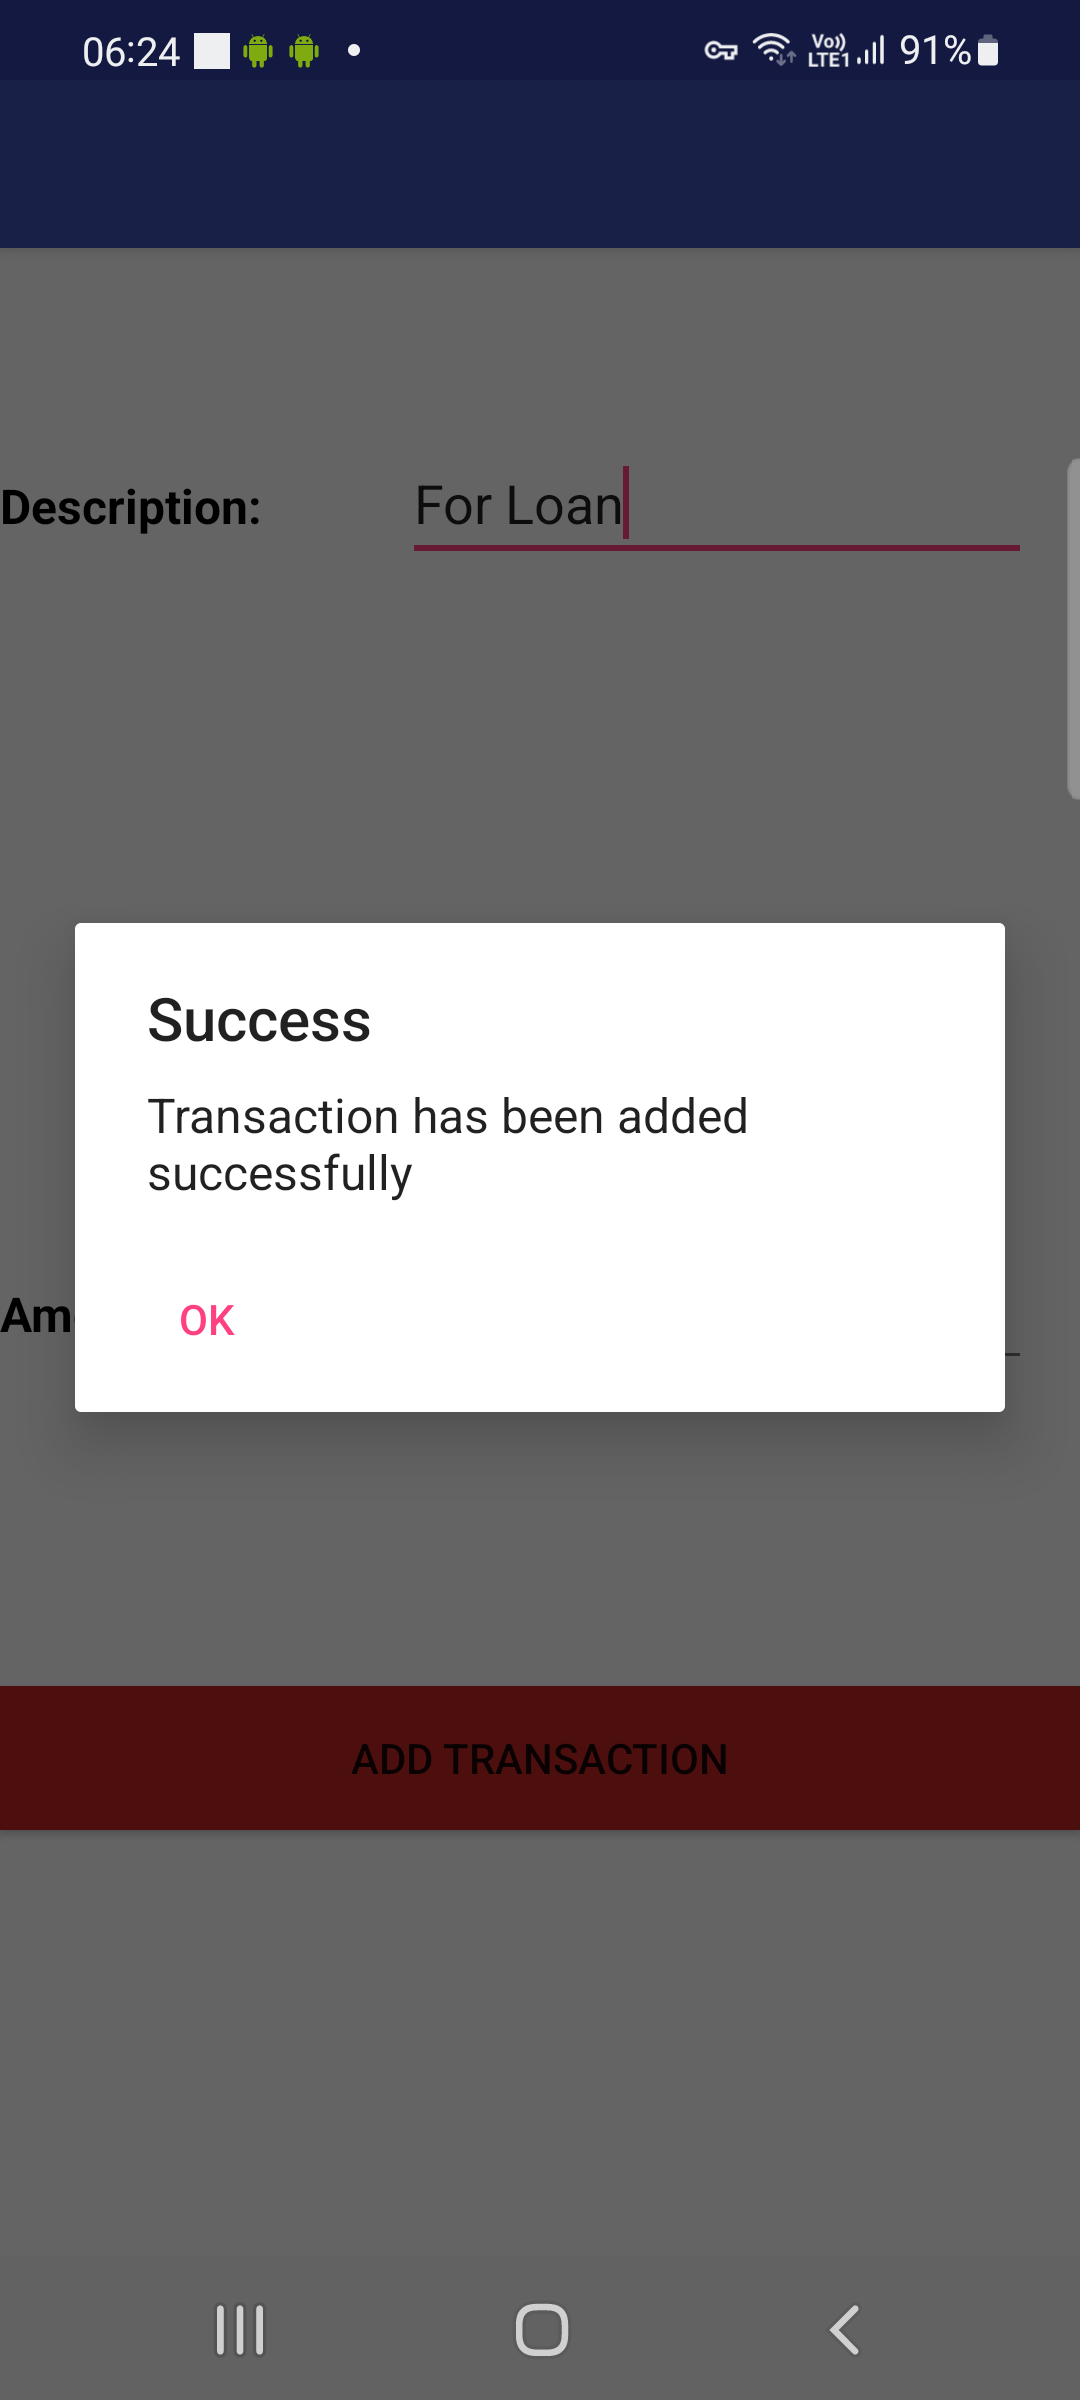 06:24
Vo)) LTE1 91%
Description: For Loan
Success
Transaction has been added
successfully
Am
OK
ADD TRANSACTION